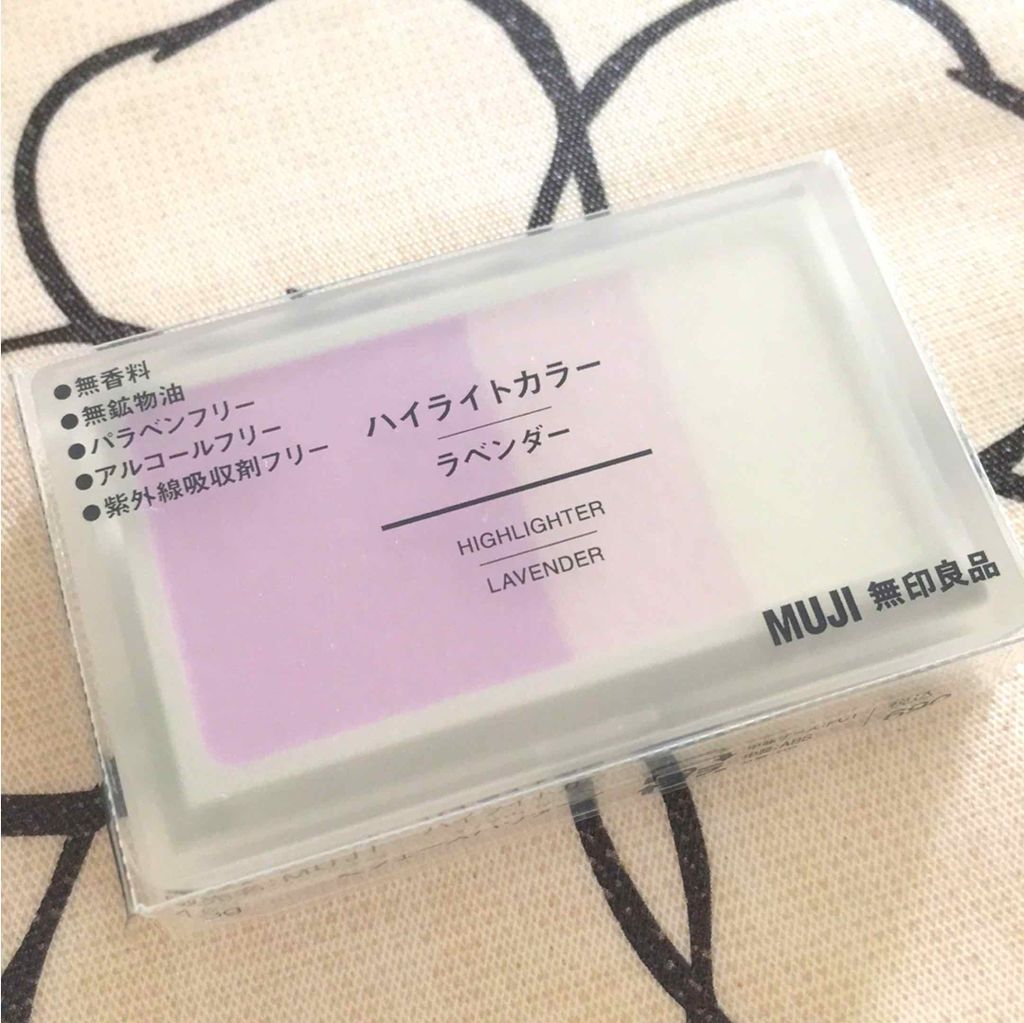 ●無香料
●無鉱物油
●パラベンフリー
●アルコールフリー
●紫外線吸収剤フリー
ハイライトカラー
ラベンダー
HIGHLIGHTER
LAVENDER
MUJI 無印良品